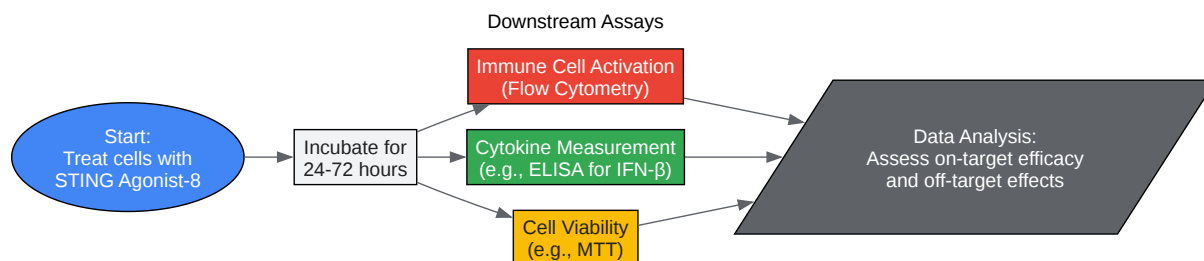 Downstream Assays
Start:
Treat cells with
STING Agonist-8
Incubate for
24-72 hours
Immune Cell Activation
(Flow Cytometry)
Cytokine Measurement
(e.g., ELISA for IFN-β)
Cell Viability
(e.g., MTT)
Data Analysis:
Assess on-target efficacy
and off-target effects